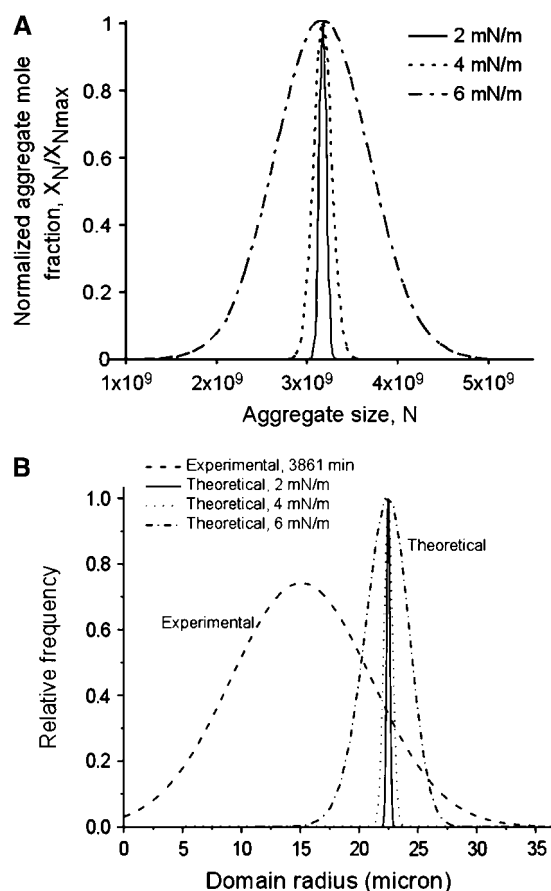 A
2 mN/m
4 mN/m
6 mN/m
Normalized aggregate mole
fraction, X_N/X_Nmax
1
0.8
0.6
0.4
0.2
0
1x10⁹ 2x10⁹ 3x10⁹ 4x10⁹ 5x10⁹
Aggregate size, N
B
Experimental, 3861 min
Theoretical, 2 mN/m
Theoretical, 4 mN/m
Theoretical, 6 mN/m
Theoretical
Experimental
Relative frequency
1.0
0.8
0.6
0.4
0.2
0.0
0 5 10 15 20 25 30 35
Domain radius (micron)